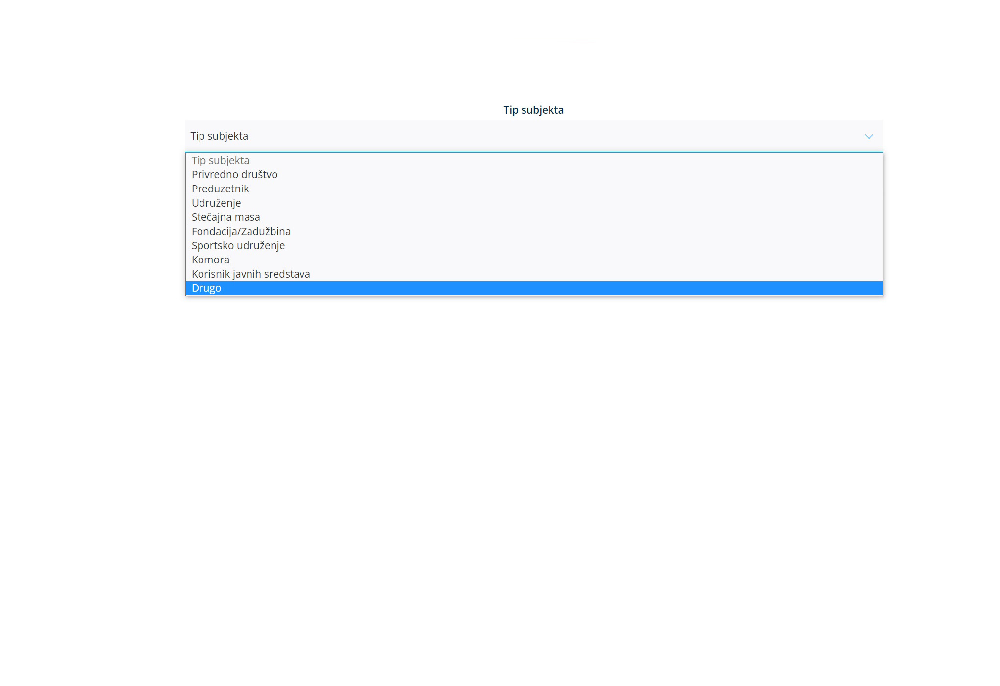 Tip subjekta
Tip subjekta
Tip subjekta
Privredno društvo
Preduzetnik
Udruženje
Stečajna masa
Fondacija/Zadužbina
Sportsko udruženje
Komora
Korisnik javnih sredstava
Drugo